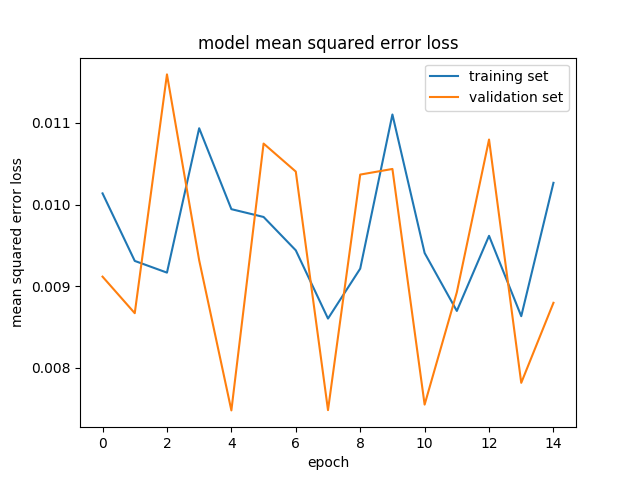 model mean squared error loss
training set
validation set
0.011
0.010
0.009
0.008
mean squared error loss
0 2 4 6 8 10 12 14
epoch